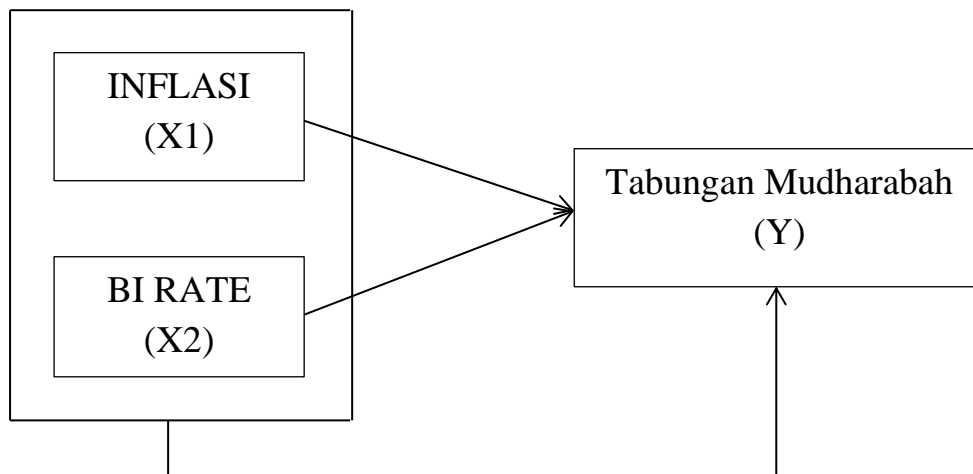 INFLASI
(X1)
Tabungan Mudharabah
(Y)
BI RATE
(X2)